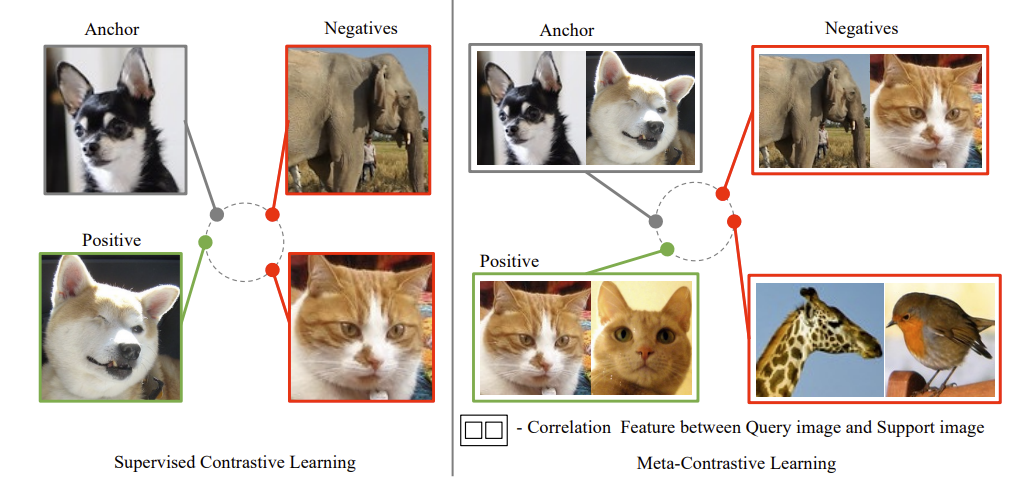 Anchor
Negatives
Positive
Supervised Contrastive Learning
Anchor
Negatives
Positive
- Correlation Feature between Query image and Support image
Meta-Contrastive Learning